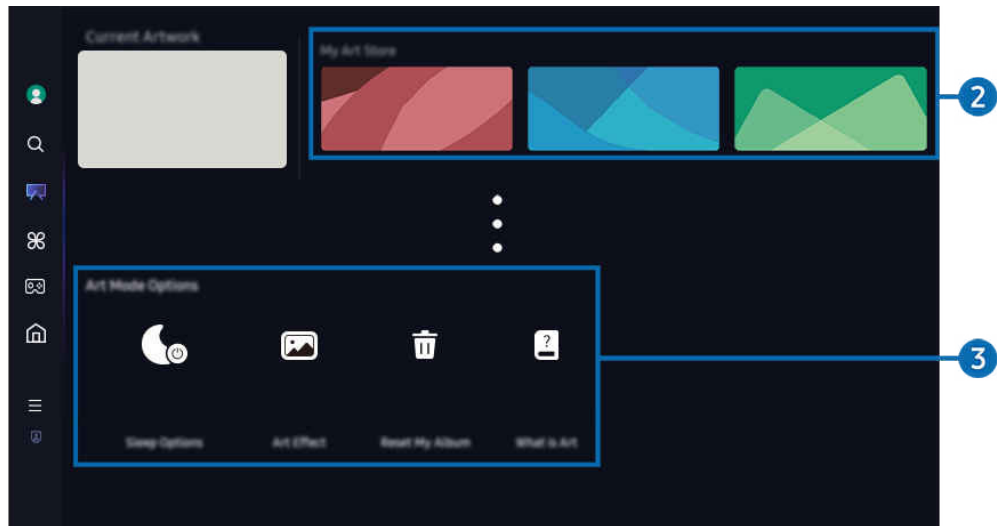 Current Artwork
My Art Store
2
Art Mode Options
?
3
Sleep Options Art Effect Reset My Album What is Art